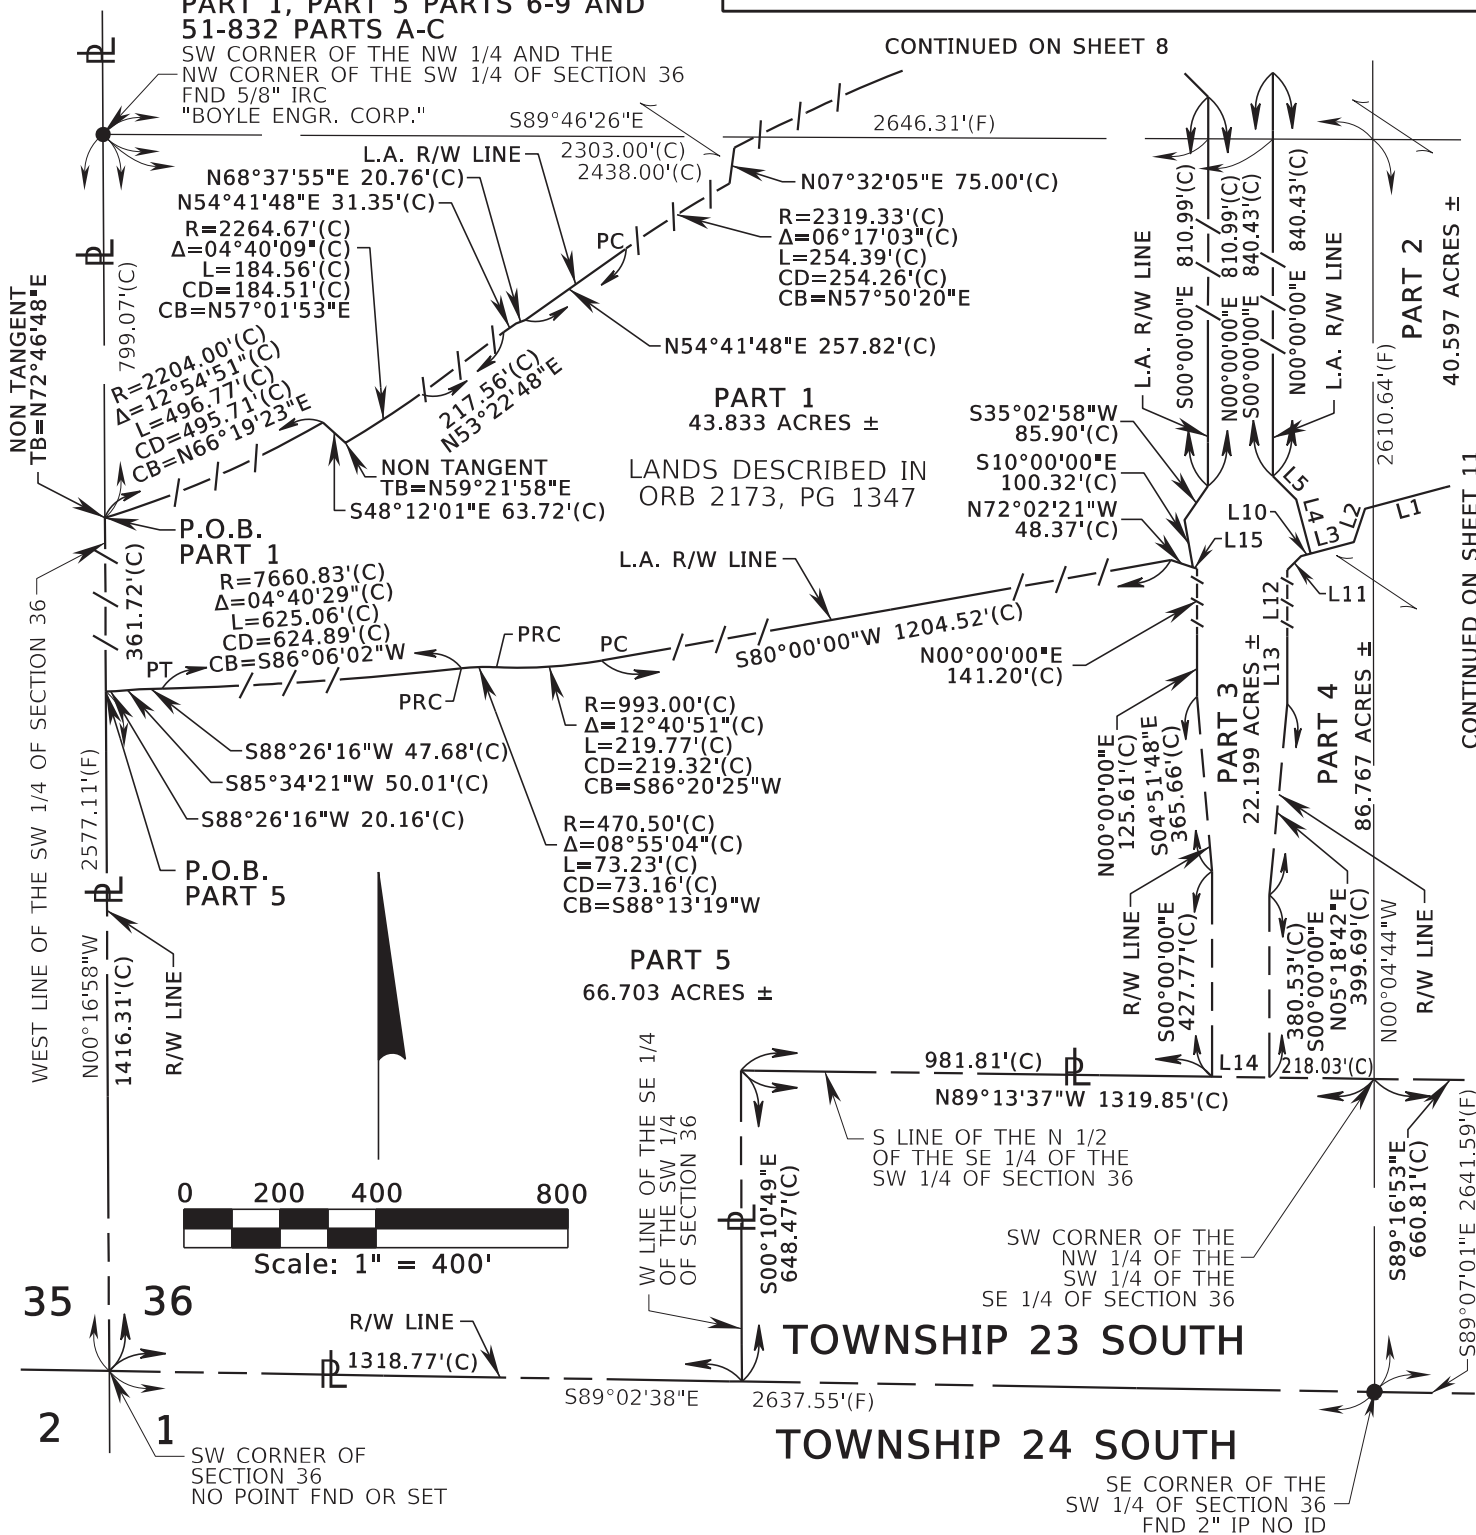 PART 1, PART 5 PARTS 6-9 AND
51-832 PARTS A-C
SW CORNER OF THE NW 1/4 AND THE
NW CORNER OF THE SW 1/4 OF SECTION 36
FND 5/8" IRC
"BOYLE ENGR. CORP."
CONTINUED ON SHEET 8
S89°46'26"E
2646.31'(F)
2303.00'(C)
2438.00'(C)
L.A. R/W LINE
N68°37'55"E 20.76'(C)
N54°41'48"E 31.35'(C)
R=2264.67'(C)
Δ=04°40'09"(C)
L=184.56'(C)
CD=184.51'(C)
CB=N57°01'53"E
N07°32'05"E 75.00'(C)
R=2319.33'(C)
Δ=06°17'03"(C)
L=254.39'(C)
CD=254.26'(C)
CB=N57°50'20"E
PC
N54°41'48"E 257.82'(C)
NON TANGENT
TB=N72°46'48"E
799.07'(C)
R=2204.00'(C)
Δ=12°54'51"(C)
L=496.77'(C)
CD=495.71'(C)
CB=N66°19'23"E
217.56'(C)
N53°22'48"E
NON TANGENT
TB=N59°21'58"E
S48°12'01"E 63.72'(C)
PART 1
43.833 ACRES ±
LANDS DESCRIBED IN
ORB 2173, PG 1347
L.A. R/W LINE
S00°00'00"E 810.99'(C)
N00°00'00"E 810.99'(C)
S00°00'00"E 840.43'(C)
N00°00'00"E 840.43'(C)
L.A. R/W LINE
PART 2
40.597 ACRES ±
2610.64'(F)
S35°02'58"W
85.90'(C)
S10°00'00"E
100.32'(C)
N72°02'21"W
48.37'(C)
L5
L4
L10
L3
L2
L1
L15
L11
L12
L13
CONTINUED ON SHEET 11
P.O.B.
PART 1
WEST LINE OF THE SW 1/4 OF SECTION 36
361.72'(C)
R=7660.83'(C)
Δ=04°40'29"(C)
L=625.06'(C)
CD=624.89'(C)
CB=S86°06'02"W
PT
PRC
PRC
PC
L.A. R/W LINE
S80°00'00"W 1204.52'(C)
N00°00'00"E
141.20'(C)
S88°26'16"W 47.68'(C)
S85°34'21"W 50.01'(C)
S88°26'16"W 20.16'(C)
R=993.00'(C)
Δ=12°40'51"(C)
L=219.77'(C)
CD=219.32'(C)
CB=S86°20'25"W
R=470.50'(C)
Δ=08°55'04"(C)
L=73.23'(C)
CD=73.16'(C)
CB=S88°13'19"W
P.O.B.
PART 5
N00°16'58"W 2577.11'(F)
1416.31'(C)
PL
PL
PL
R/W LINE
N00°00'00"E
125.61'(C)
S04°51'48"E
365.66'(C)
PART 3
22.199 ACRES ±
PART 4
86.767 ACRES ±
R/W LINE
S00°00'00"E
427.77'(C)
380.53'(C)
S00°00'00"E
N05°18'42"E
399.69'(C)
N00°04'44"W
R/W LINE
PART 5
66.703 ACRES ±
981.81'(C)
PL
L14
218.03'(C)
N89°13'37"W 1319.85'(C)
S LINE OF THE N 1/2
OF THE SE 1/4 OF THE
SW 1/4 OF SECTION 36
W LINE OF THE SE 1/4
OF THE SW 1/4
OF SECTION 36
PL
S00°10'49"E
648.47'(C)
SW CORNER OF THE
NW 1/4 OF THE
SW 1/4 OF THE
SE 1/4 OF SECTION 36
S89°16'53"E
660.81'(C)
S89°07'01"E 2641.59'(F)
0 200 400 800
Scale: 1" = 400'
35 36
R/W LINE
PL
1318.77'(C)
TOWNSHIP 23 SOUTH
S89°02'38"E
2637.55'(F)
2 1
SW CORNER OF
SECTION 36
NO POINT FND OR SET
TOWNSHIP 24 SOUTH
SE CORNER OF THE
SW 1/4 OF SECTION 36
FND 2" IP NO ID